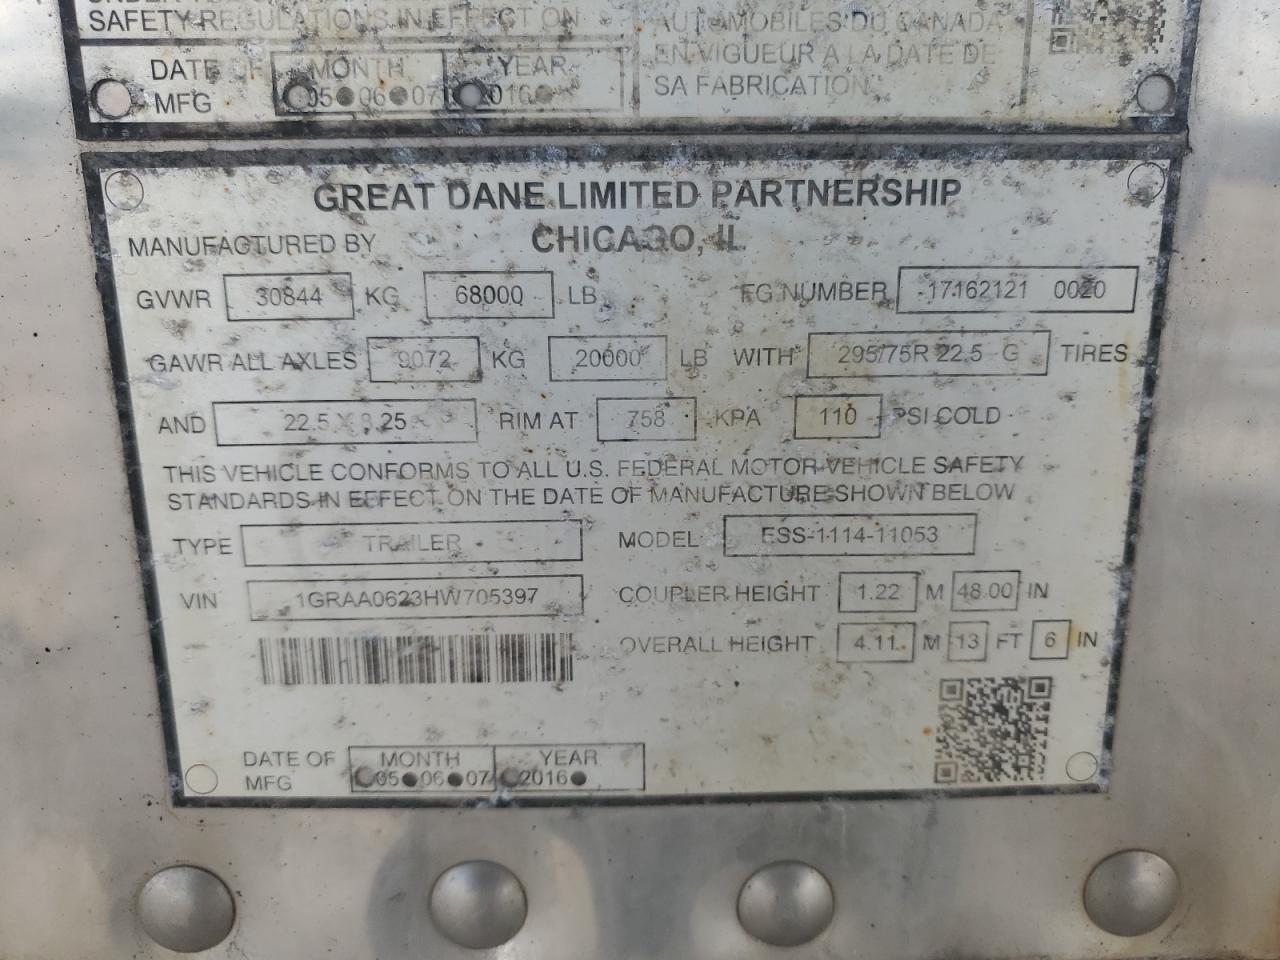 SAFETY REGULATIONS IN EFFECT ON
DATE OF MFG MONTH YEAR
05 06 07 2016
AUTOMOBILES DU CANADA
EN VIGUEUR A LA DATE DE
SA FABRICATION
GREAT DANE LIMITED PARTNERSHIP
MANUFACTURED BY CHICAGO, IL
GVWR 30844 KG 68000 LB FG NUMBER 17162121 0020
GAWR ALL AXLES 9072 KG 20000 LB WITH 295/75R 22.5 G TIRES
AND 22.5 X 8.25 RIM AT 758 KPA 110 PSI COLD
THIS VEHICLE CONFORMS TO ALL U.S. FEDERAL MOTOR VEHICLE SAFETY
STANDARDS IN EFFECT ON THE DATE OF MANUFACTURE SHOWN BELOW
TYPE TRAILER MODEL ESS-1114-11053
VIN 1GRAA0623HW705397 COUPLER HEIGHT 1.22 M 48.00 IN
OVERALL HEIGHT 4.11 M 13 FT 6 IN
DATE OF MFG MONTH YEAR
05 06 07 2016